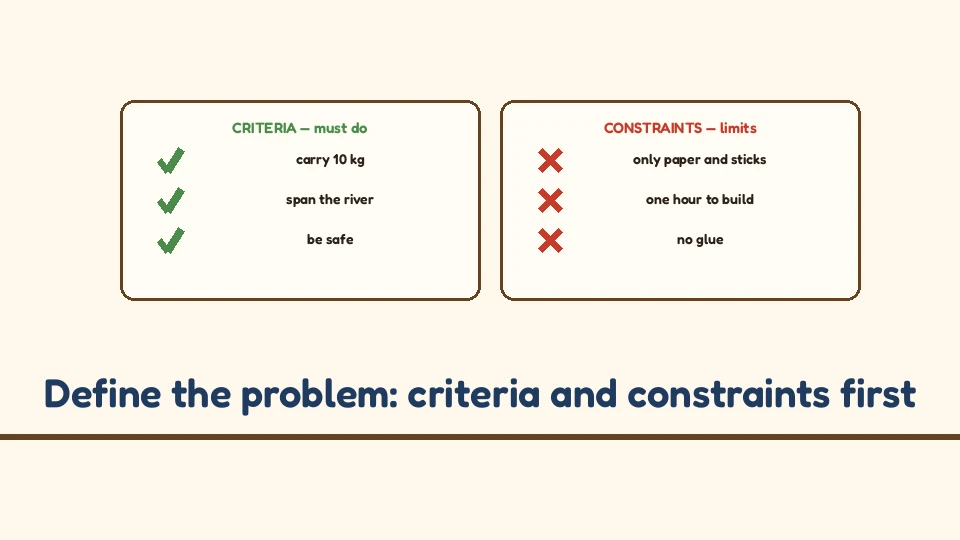 CRITERIA – must do
carry 10 kg
span the river
be safe
CONSTRAINTS – limits
only paper and sticks
one hour to build
no glue
Define the problem: criteria and constraints first